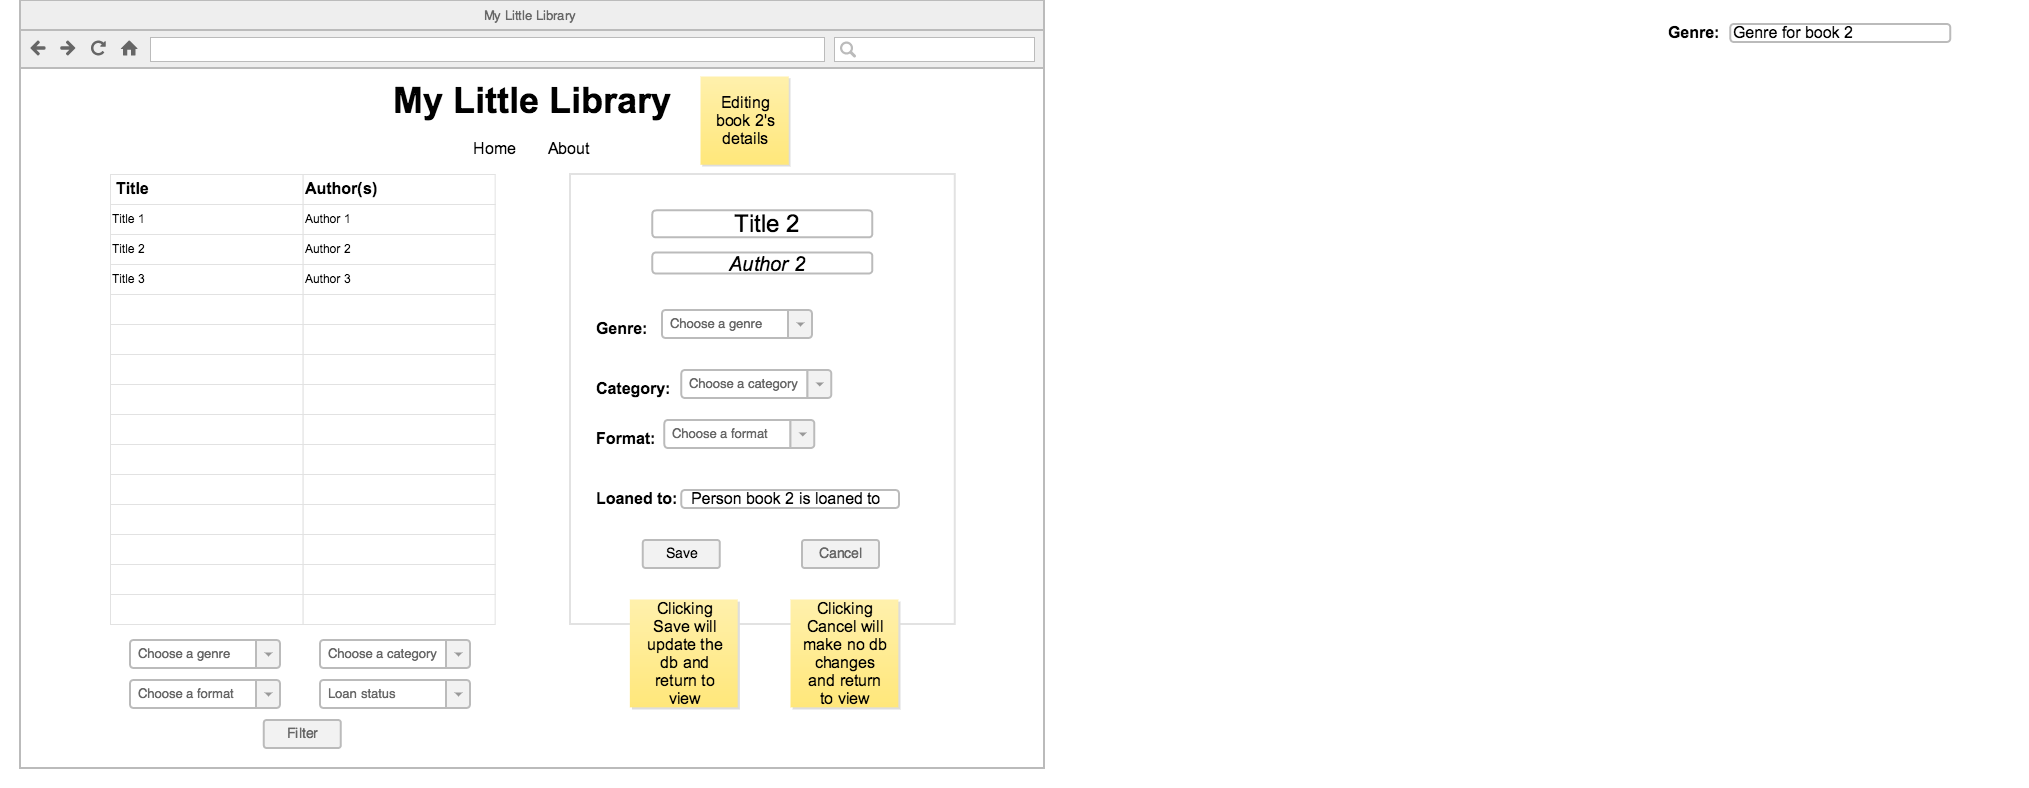 My Little Library
Genre: Genre for book 2
My Little Library
Editing
book 2's
details
Home About
Title Author(s)
Title 1 Author 1
Title 2 Author 2
Title 3 Author 3
Title 2
Author 2
Genre: Choose a genre
Category: Choose a category
Format: Choose a format
Loaned to: Person book 2 is loaned to
Save Cancel
Clicking
Save will
update the
db and
return to
view
Clicking
Cancel will
make no db
changes
and return
to view
Choose a genre Choose a category
Choose a format Loan status
Filter